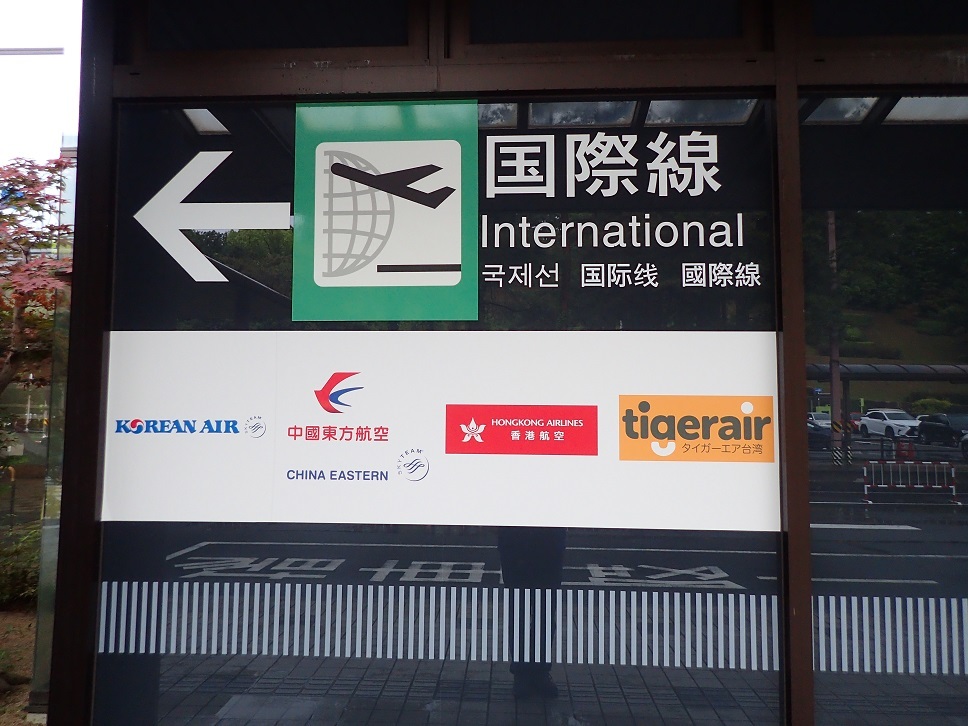 国際線
International
국제선 国际线 國際線
KOREAN AIR SKYTEAM
中國東方航空
CHINA EASTERN SKYTEAM
HONGKONG AIRLINES
香港航空
tigerair
タイガーエア台湾